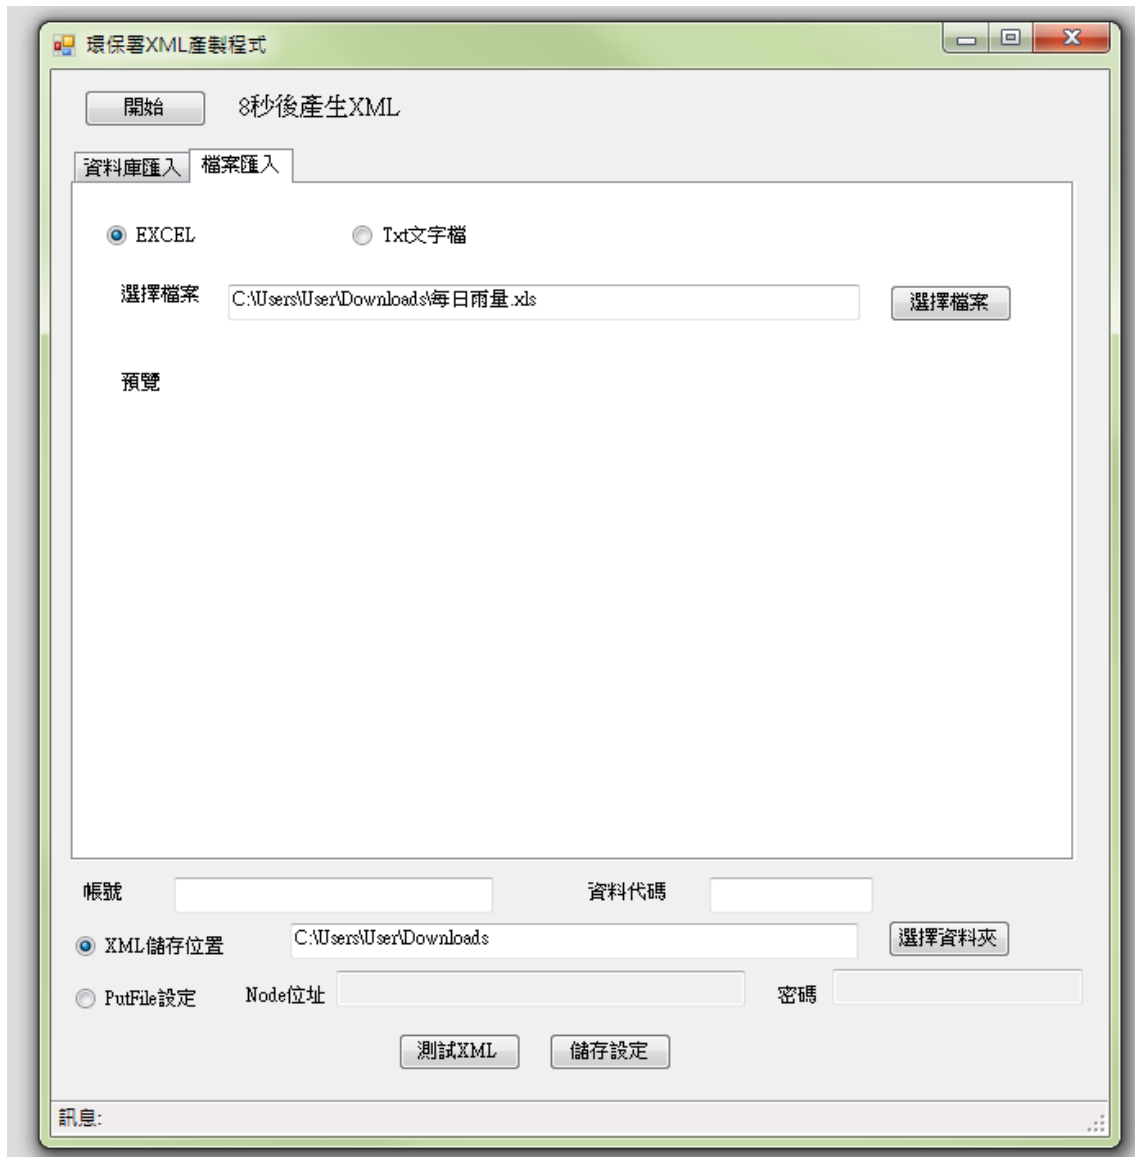 環保署XML產製程式
開始 8秒後產生XML
資料庫匯入 檔案匯入
EXCEL Txt文字檔
選擇檔案 C:\Users\User\Downloads\每日雨量.xls 選擇檔案
預覽
帳號 資料代碼
XML儲存位置 C:\Users\User\Downloads 選擇資料夾
PutFile設定 Node位址 密碼
測試XML 儲存設定
訊息: